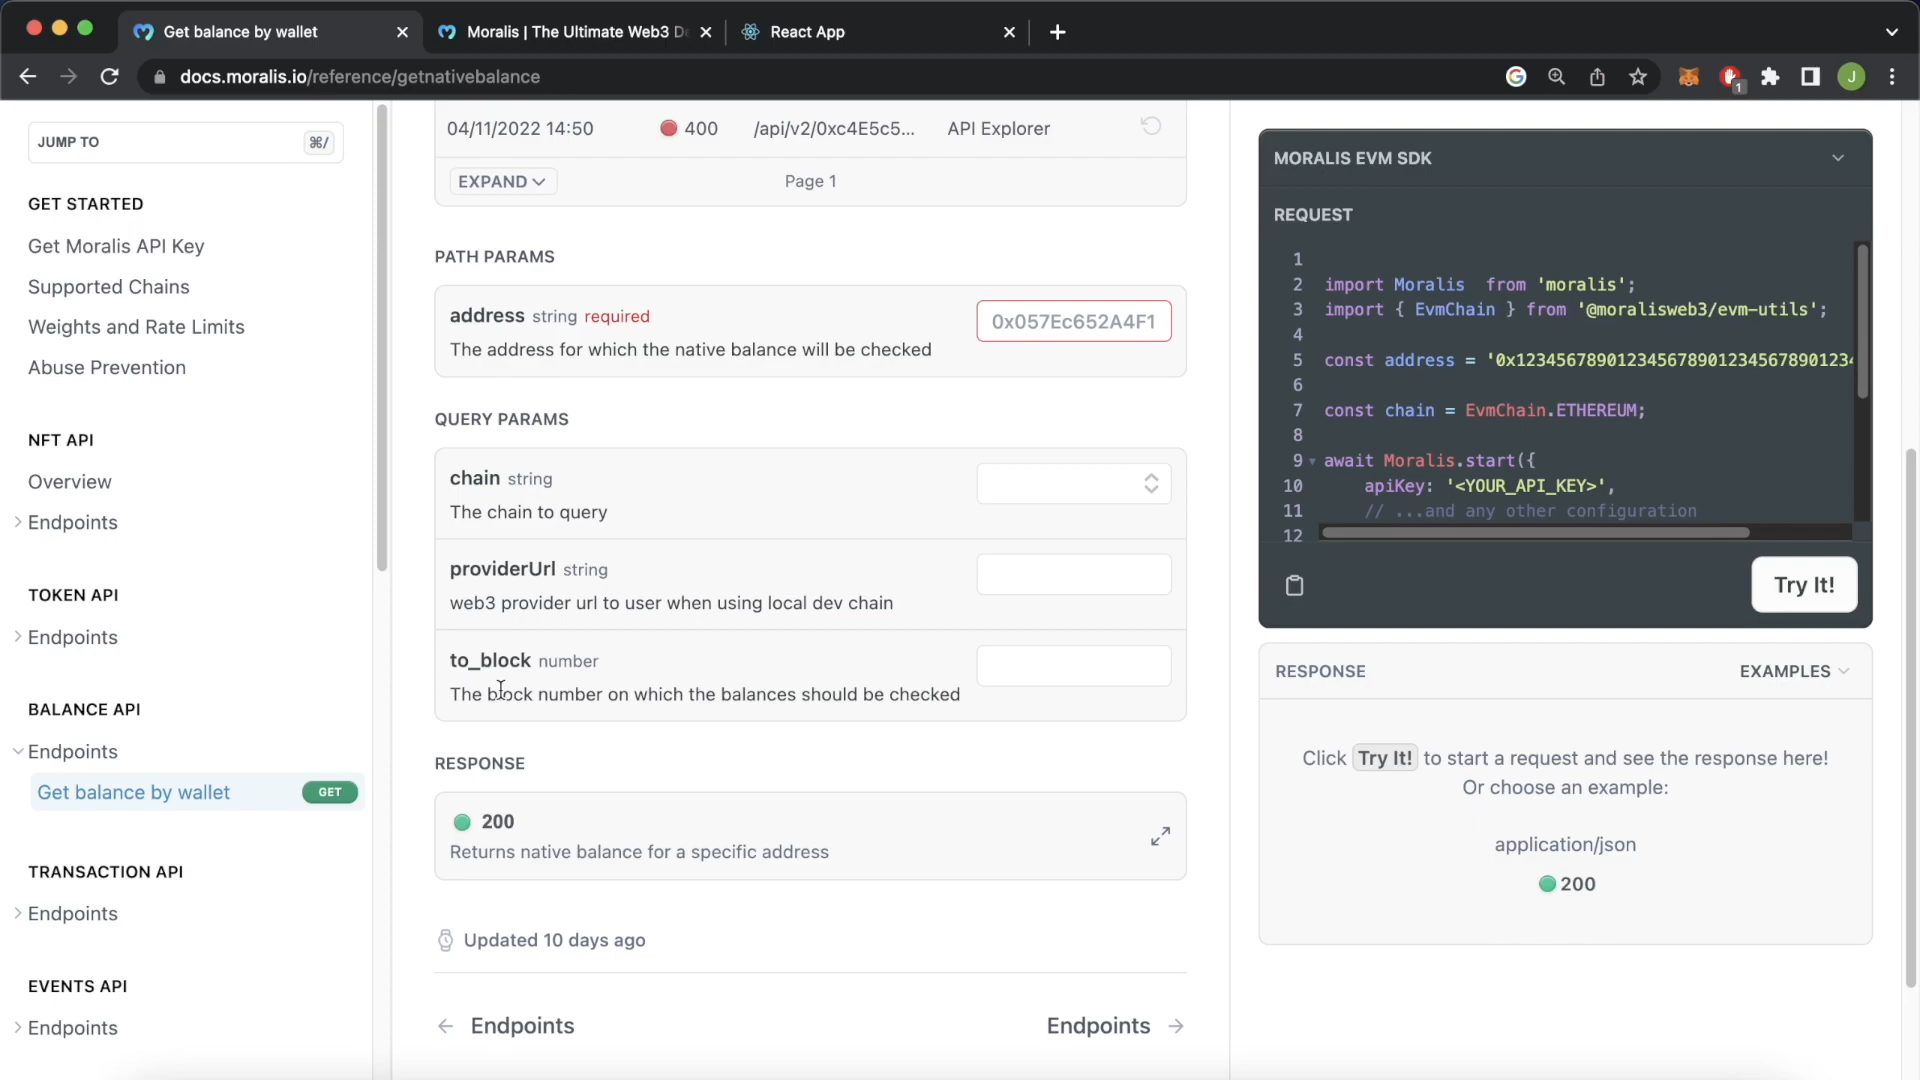 Get balance by wallet
Moralis | The Ultimate Web3 De
React App
docs.moralis.io/reference/getnativebalance
1
J
JUMP TO
⌘/
GET STARTED
Get Moralis API Key
Supported Chains
Weights and Rate Limits
Abuse Prevention
NFT API
Overview
Endpoints
TOKEN API
Endpoints
BALANCE API
Endpoints
Get balance by wallet GET
TRANSACTION API
Endpoints
EVENTS API
Endpoints
04/11/2022 14:50 400 /api/v2/0xc4E5c5... API Explorer
EXPAND Page 1
PATH PARAMS
address string required
0x057Ec652A4F1
The address for which the native balance will be checked
QUERY PARAMS
chain string
The chain to query
providerUrl string
web3 provider url to user when using local dev chain
to_block number
The block number on which the balances should be checked
RESPONSE
200
Returns native balance for a specific address
Updated 10 days ago
Endpoints
Endpoints
MORALIS EVM SDK
REQUEST
1
2 import Moralis from 'moralis';
3 import { EvmChain } from '@moralisweb3/evm-utils';
4
5 const address = '0x1234567890123456789012345678901234
6
7 const chain = EvmChain.ETHEREUM;
8
9 await Moralis.start({
10 apiKey: '<YOUR_API_KEY>',
11 // ...and any other configuration
12
Try It!
RESPONSE EXAMPLES
Click Try It! to start a request and see the response here!
Or choose an example:
application/json
200